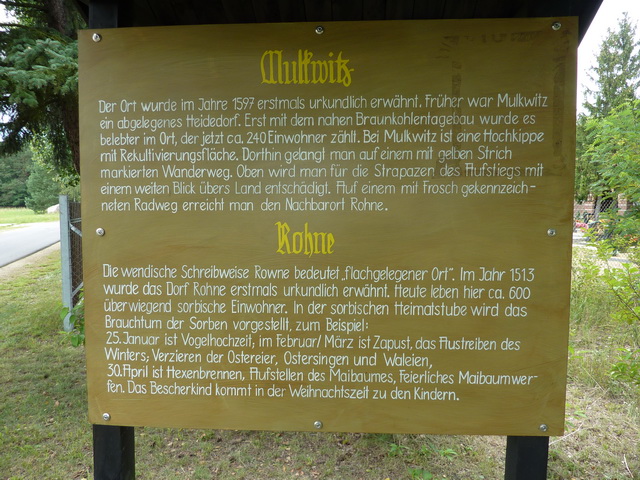 Mulkwitz
Der Ort wurde im Jahre 1597 erstmals urkundlich erwähnt. Früher war Mulkwitz
ein abgelegenes Heidedorf. Erst mit dem nahen Braunkohlentagebau wurde es
belebter im Ort, der jetzt ca. 240 Einwohner zählt. Bei Mulkwitz ist eine Hochkippe
mit Rekultivierungsfläche. Dorthin gelangt man auf einem mit gelben Strich
markierten Wanderweg. Oben wird man für die Strapazen des Aufstiegs mit
einem weiten Blick übers Land entschädigt. Auf einem mit Frosch gekennzeich-
neten Radweg erreicht man den Nachbarort Rohne.
Rohne
Die wendische Schreibweise Rowne bedeutet „flachgelegener Ort". Im Jahr 1513
wurde das Dorf Rohne erstmals urkundlich erwähnt. Heute leben hier ca. 600
überwiegend sorbische Einwohner. In der sorbischen Heimatstube wird das
Brauchtum der Sorben vorgestellt, zum Beispiel:
25. Januar ist Vogelhochzeit; im Februar/ März ist Zapust, das Austreiben des
Winters; Verzieren der Ostereier, Ostersingen und Waleien,
30. April ist Hexenbrennen, Aufstellen des Maibaumes, Feierliches Maibaumwer-
fen. Das Bescherkind kommt in der Weihnachtszeit zu den Kindern.